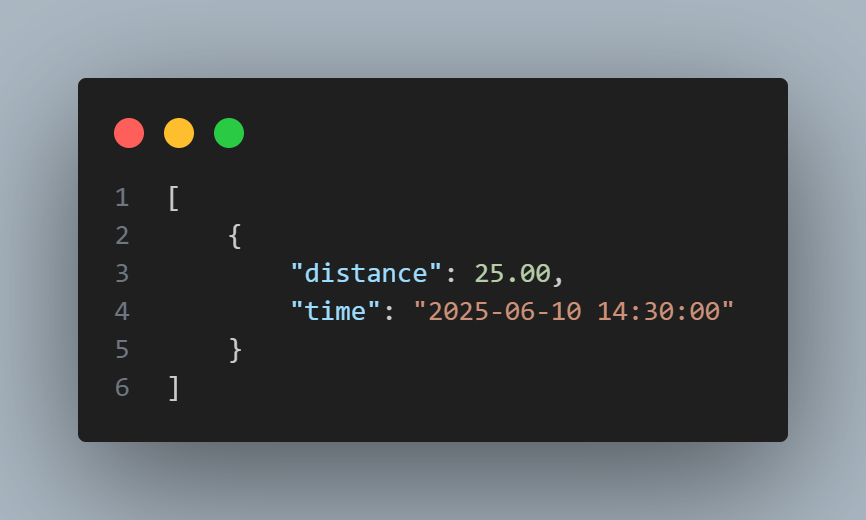 1 [
2     {
3         "distance": 25.00,
4         "time": "2025-06-10 14:30:00"
5     }
6 ]